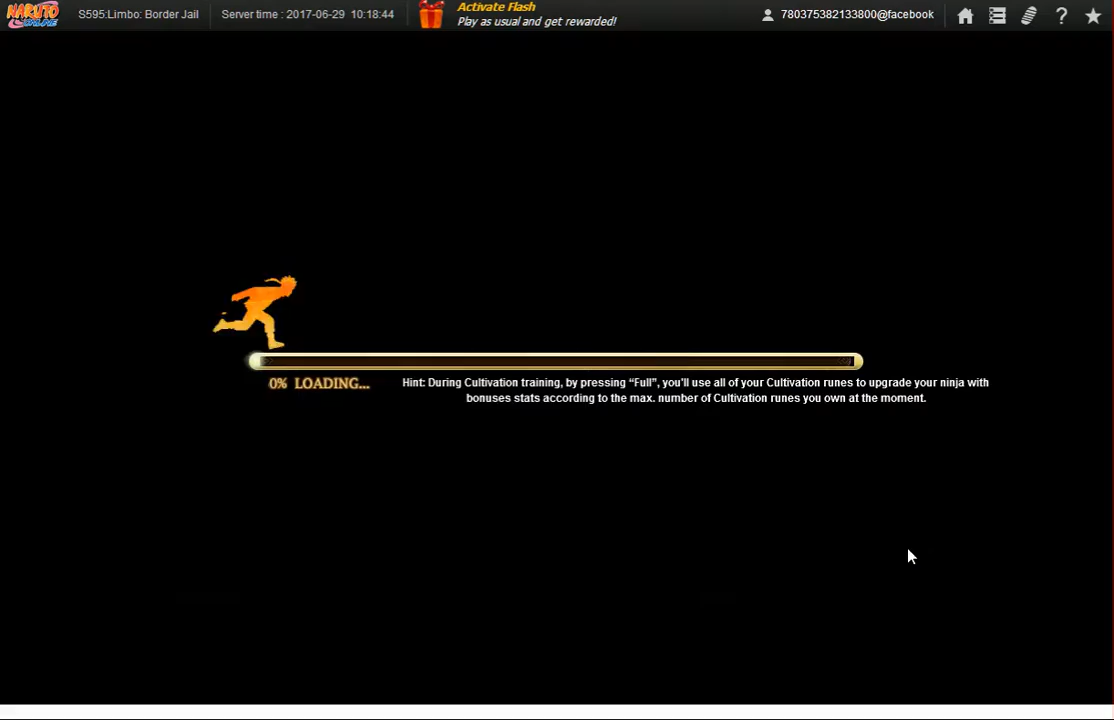 NARUTO
ONLINE
S595:Limbo: Border Jail
Server time : 2017-06-29 10:18:44
Activate Flash
Play as usual and get rewarded!
780375382133800@facebook
0% LOADING...
Hint: During Cultivation training, by pressing “Full”, you'll use all of your Cultivation runes to upgrade your ninja with
bonuses stats according to the max. number of Cultivation runes you own at the moment.